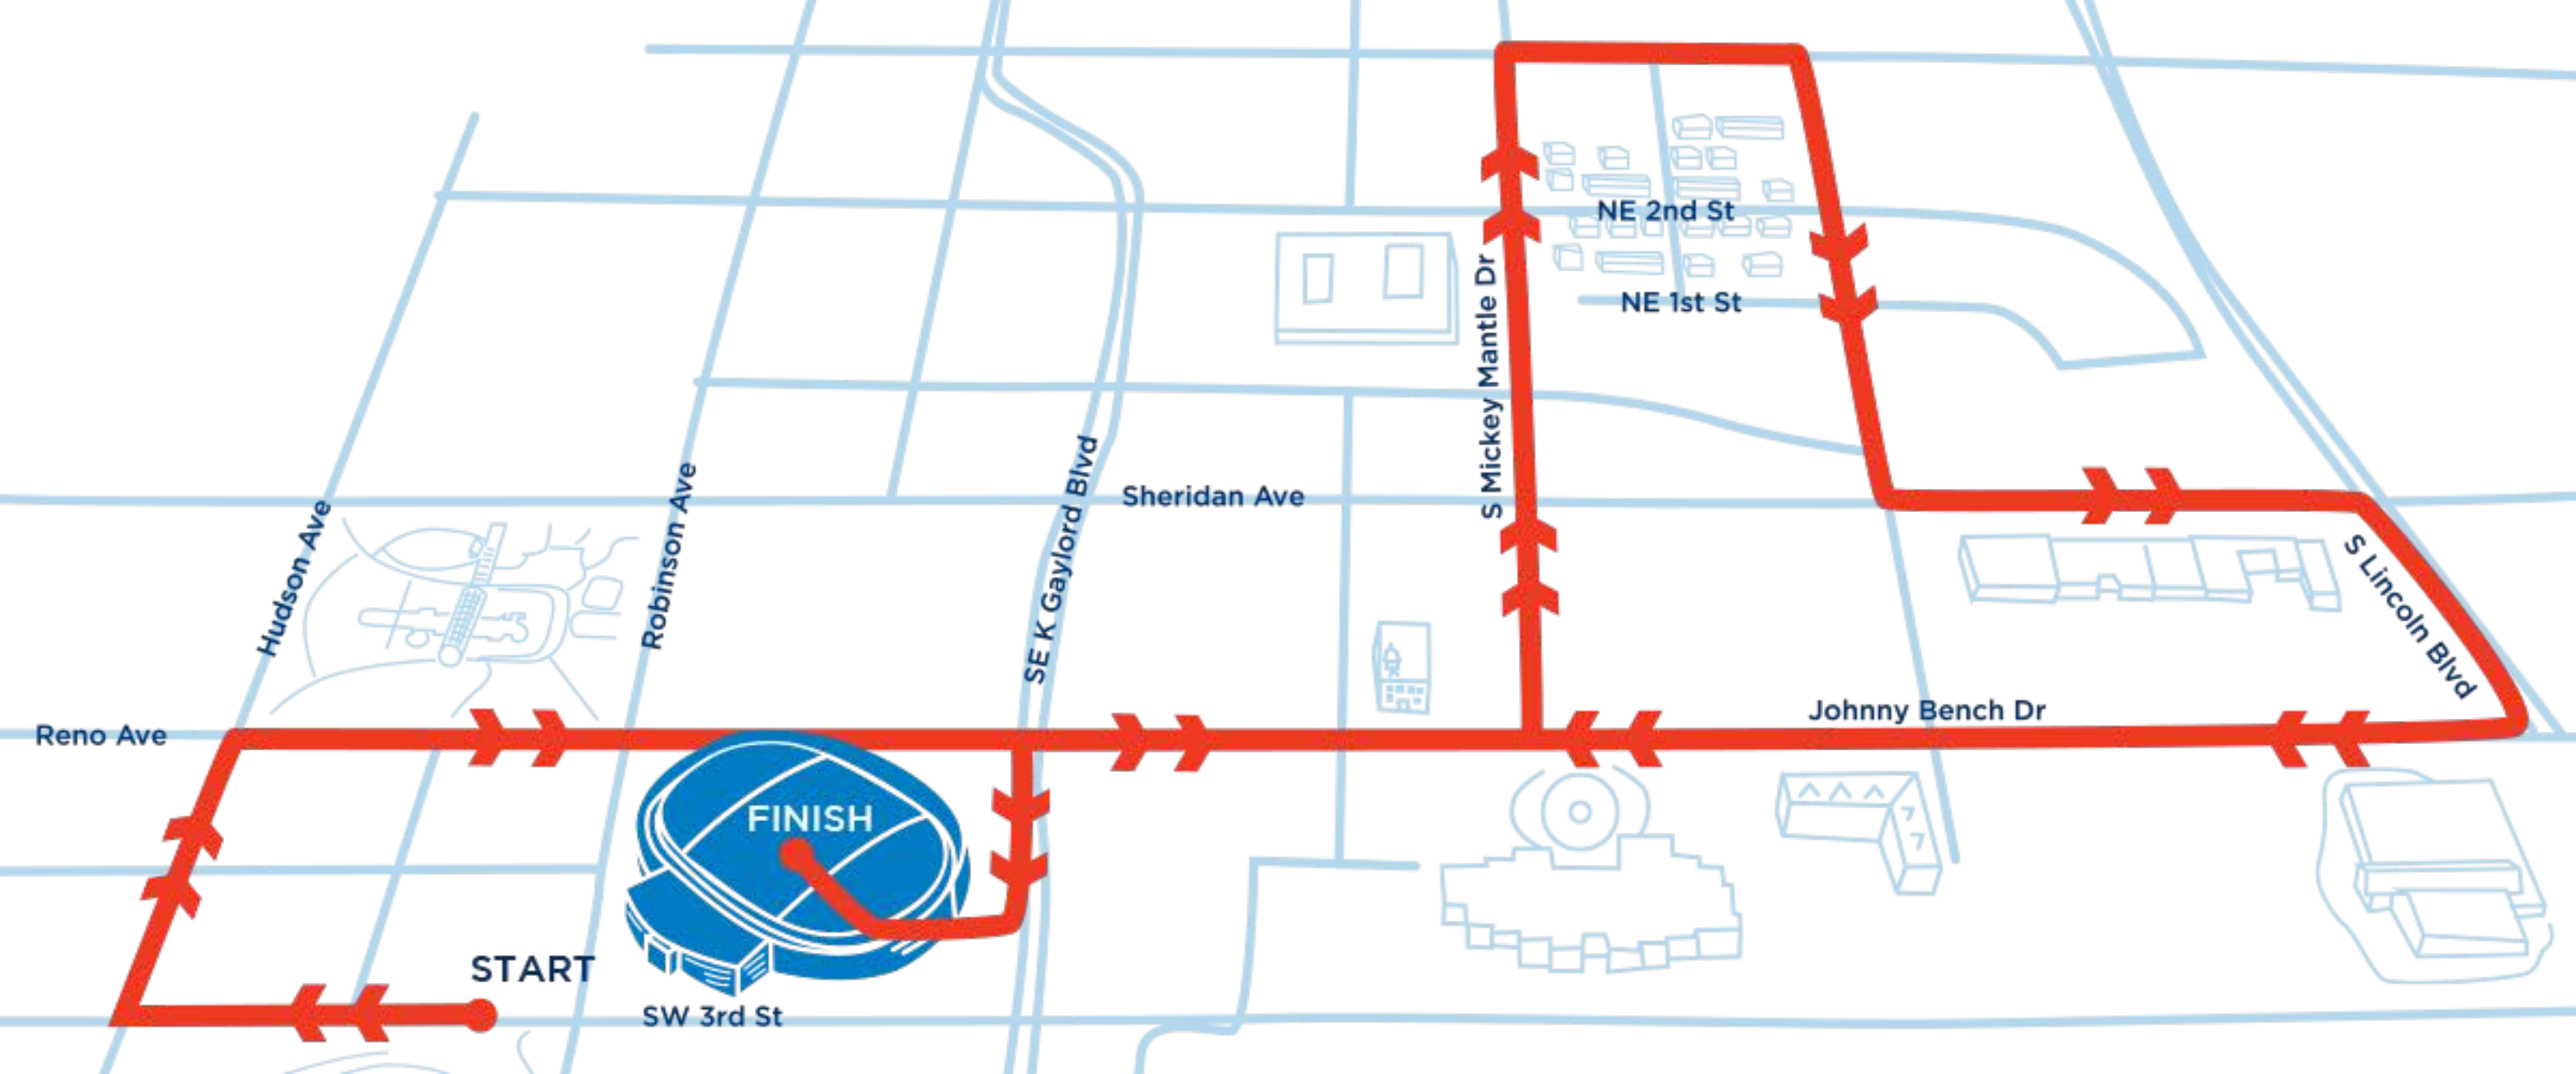 NE 2nd St
NE 1st St
S Mickey Mantle Dr
Sheridan Ave
Hudson Ave
Robinson Ave
SE K Gaylord Blvd
S Lincoln Blvd
Reno Ave
Johnny Bench Dr
FINISH
START
SW 3rd St